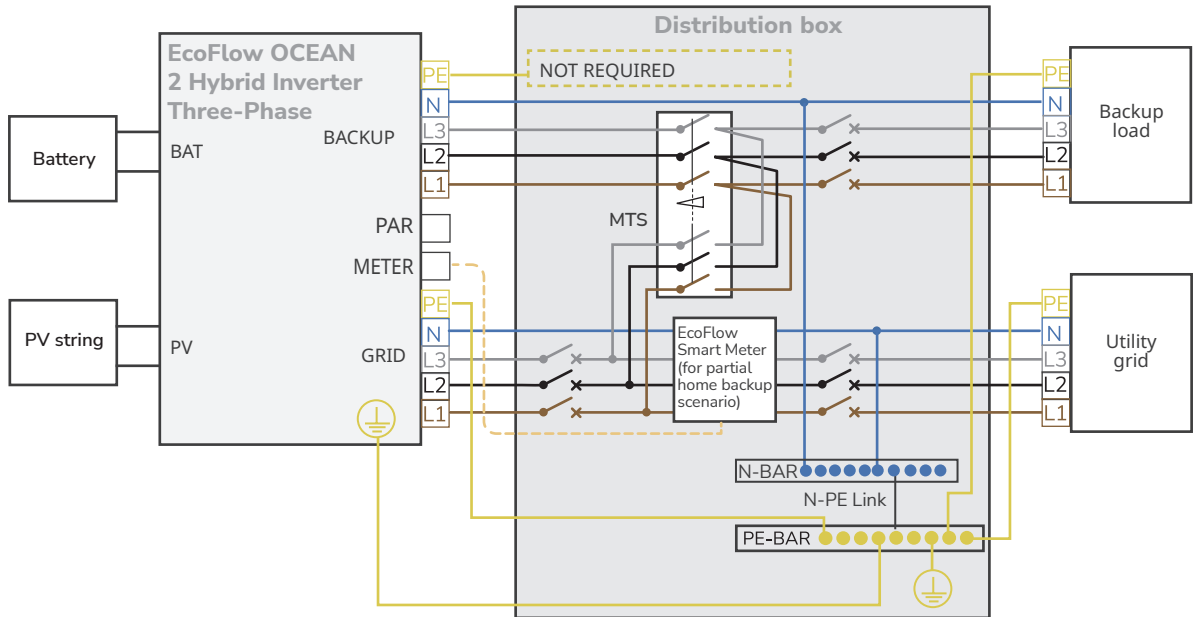 Distribution box
EcoFlow OCEAN
2 Hybrid Inverter
Three-Phase
NOT REQUIRED
PE
N
L3
L2
L1
BACKUP
BAT
Battery
PE
N
L3
L2
L1
Backup
load
MTS
PAR
METER
PV string
PV
GRID
PE
N
L3
L2
L1
EcoFlow
Smart Meter
(for partial
home backup
scenario)
PE
N
L3
L2
L1
Utility
grid
N-BAR
N-PE Link
PE-BAR